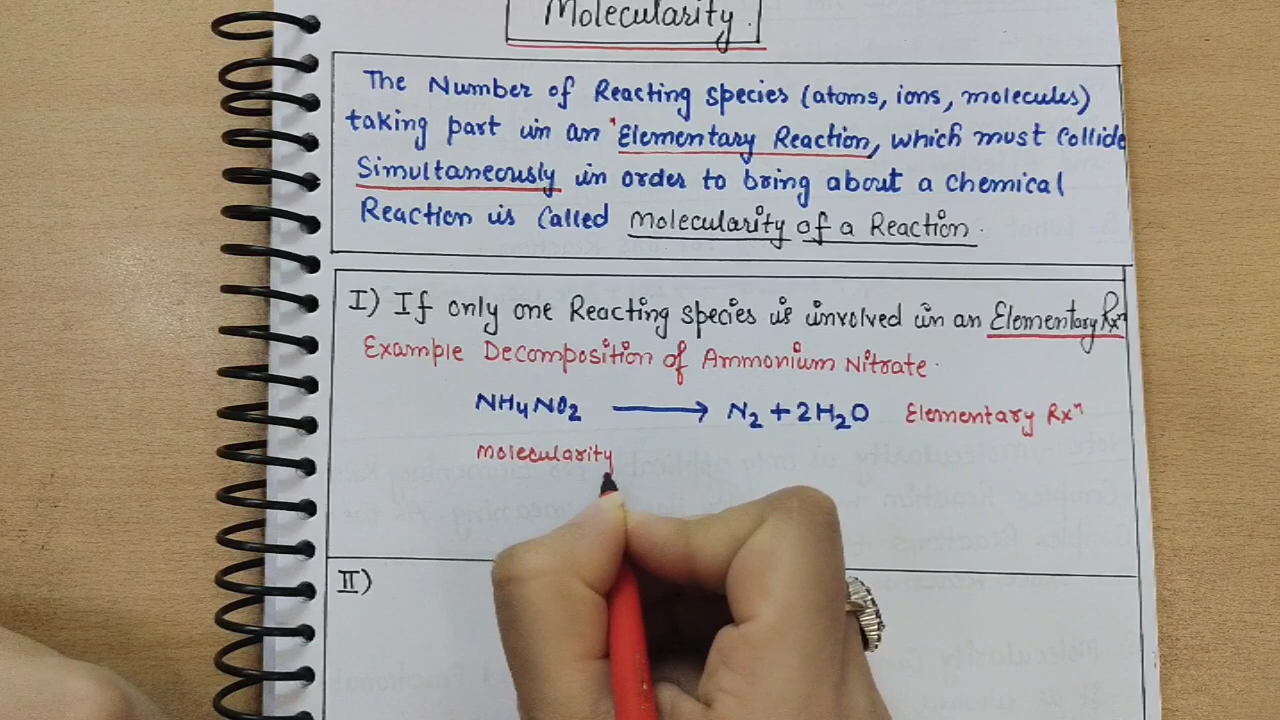 Molecularity.
The Number of Reacting species (atoms, ions, molecules)
taking part in an Elementary Reaction, which must collide
Simultaneously in order to bring about a chemical
Reaction is called Molecularity of a Reaction.
I) If only one Reacting species is involved in an Elementary Rxⁿ
Example Decomposition of Ammonium Nitrate.
NH₄NO₂ ⟶ N₂ + 2H₂O Elementary Rxⁿ
Molecularity
II)